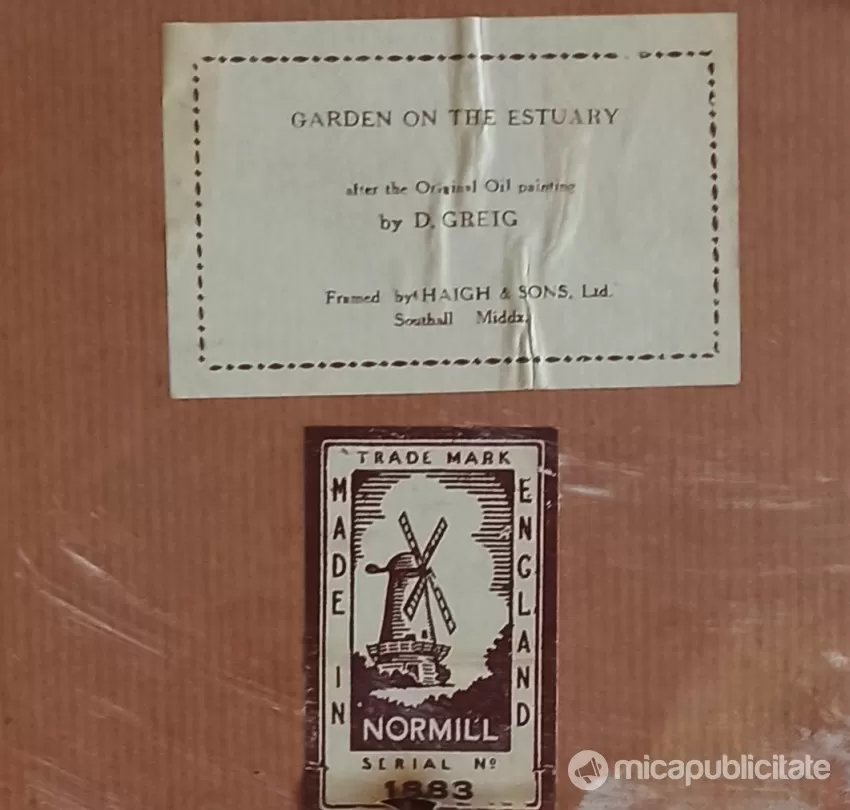 GARDEN ON THE ESTUARY
after the Original Oil painting
by D. GREIG
Framed by HAIGH & SONS, Ltd.
Southall Middx.
TRADE MARK
MADE IN
ENGLAND
NORMILL
SERIAL Nº
1883
micapublicitate